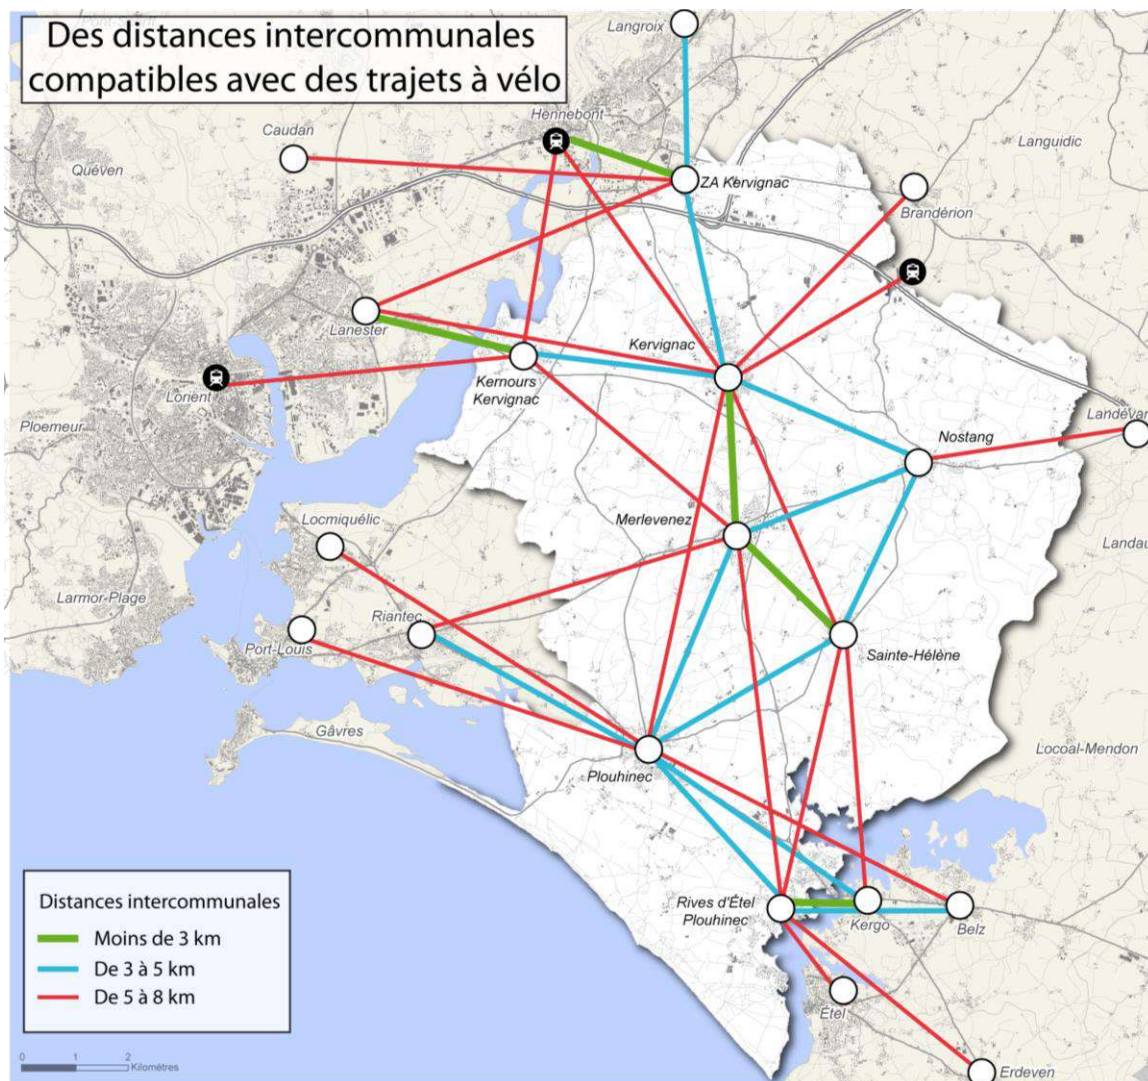 Des distances intercommunales
compatibles avec des trajets à vélo
Langroix
Hennebont
Caudan
Quéven
Languidic
ZA Kervignac
Brandérion
Lanester
Kervignac
Kernours
Kervignac
Lorient
Ploemeur
Landévan
Nostang
Merlevenez
Locmiquélic
Landau
Larmor-Plage
Riantec
Port-Louis
Sainte-Hélène
Gâvres
Locoal-Mendon
Plouhinec
Rives d'Étel
Plouhinec
Kergo
Belz
Étel
Erdeven
Distances intercommunales
Moins de 3 km
De 3 à 5 km
De 5 à 8 km
0 1 2
Kilomètres